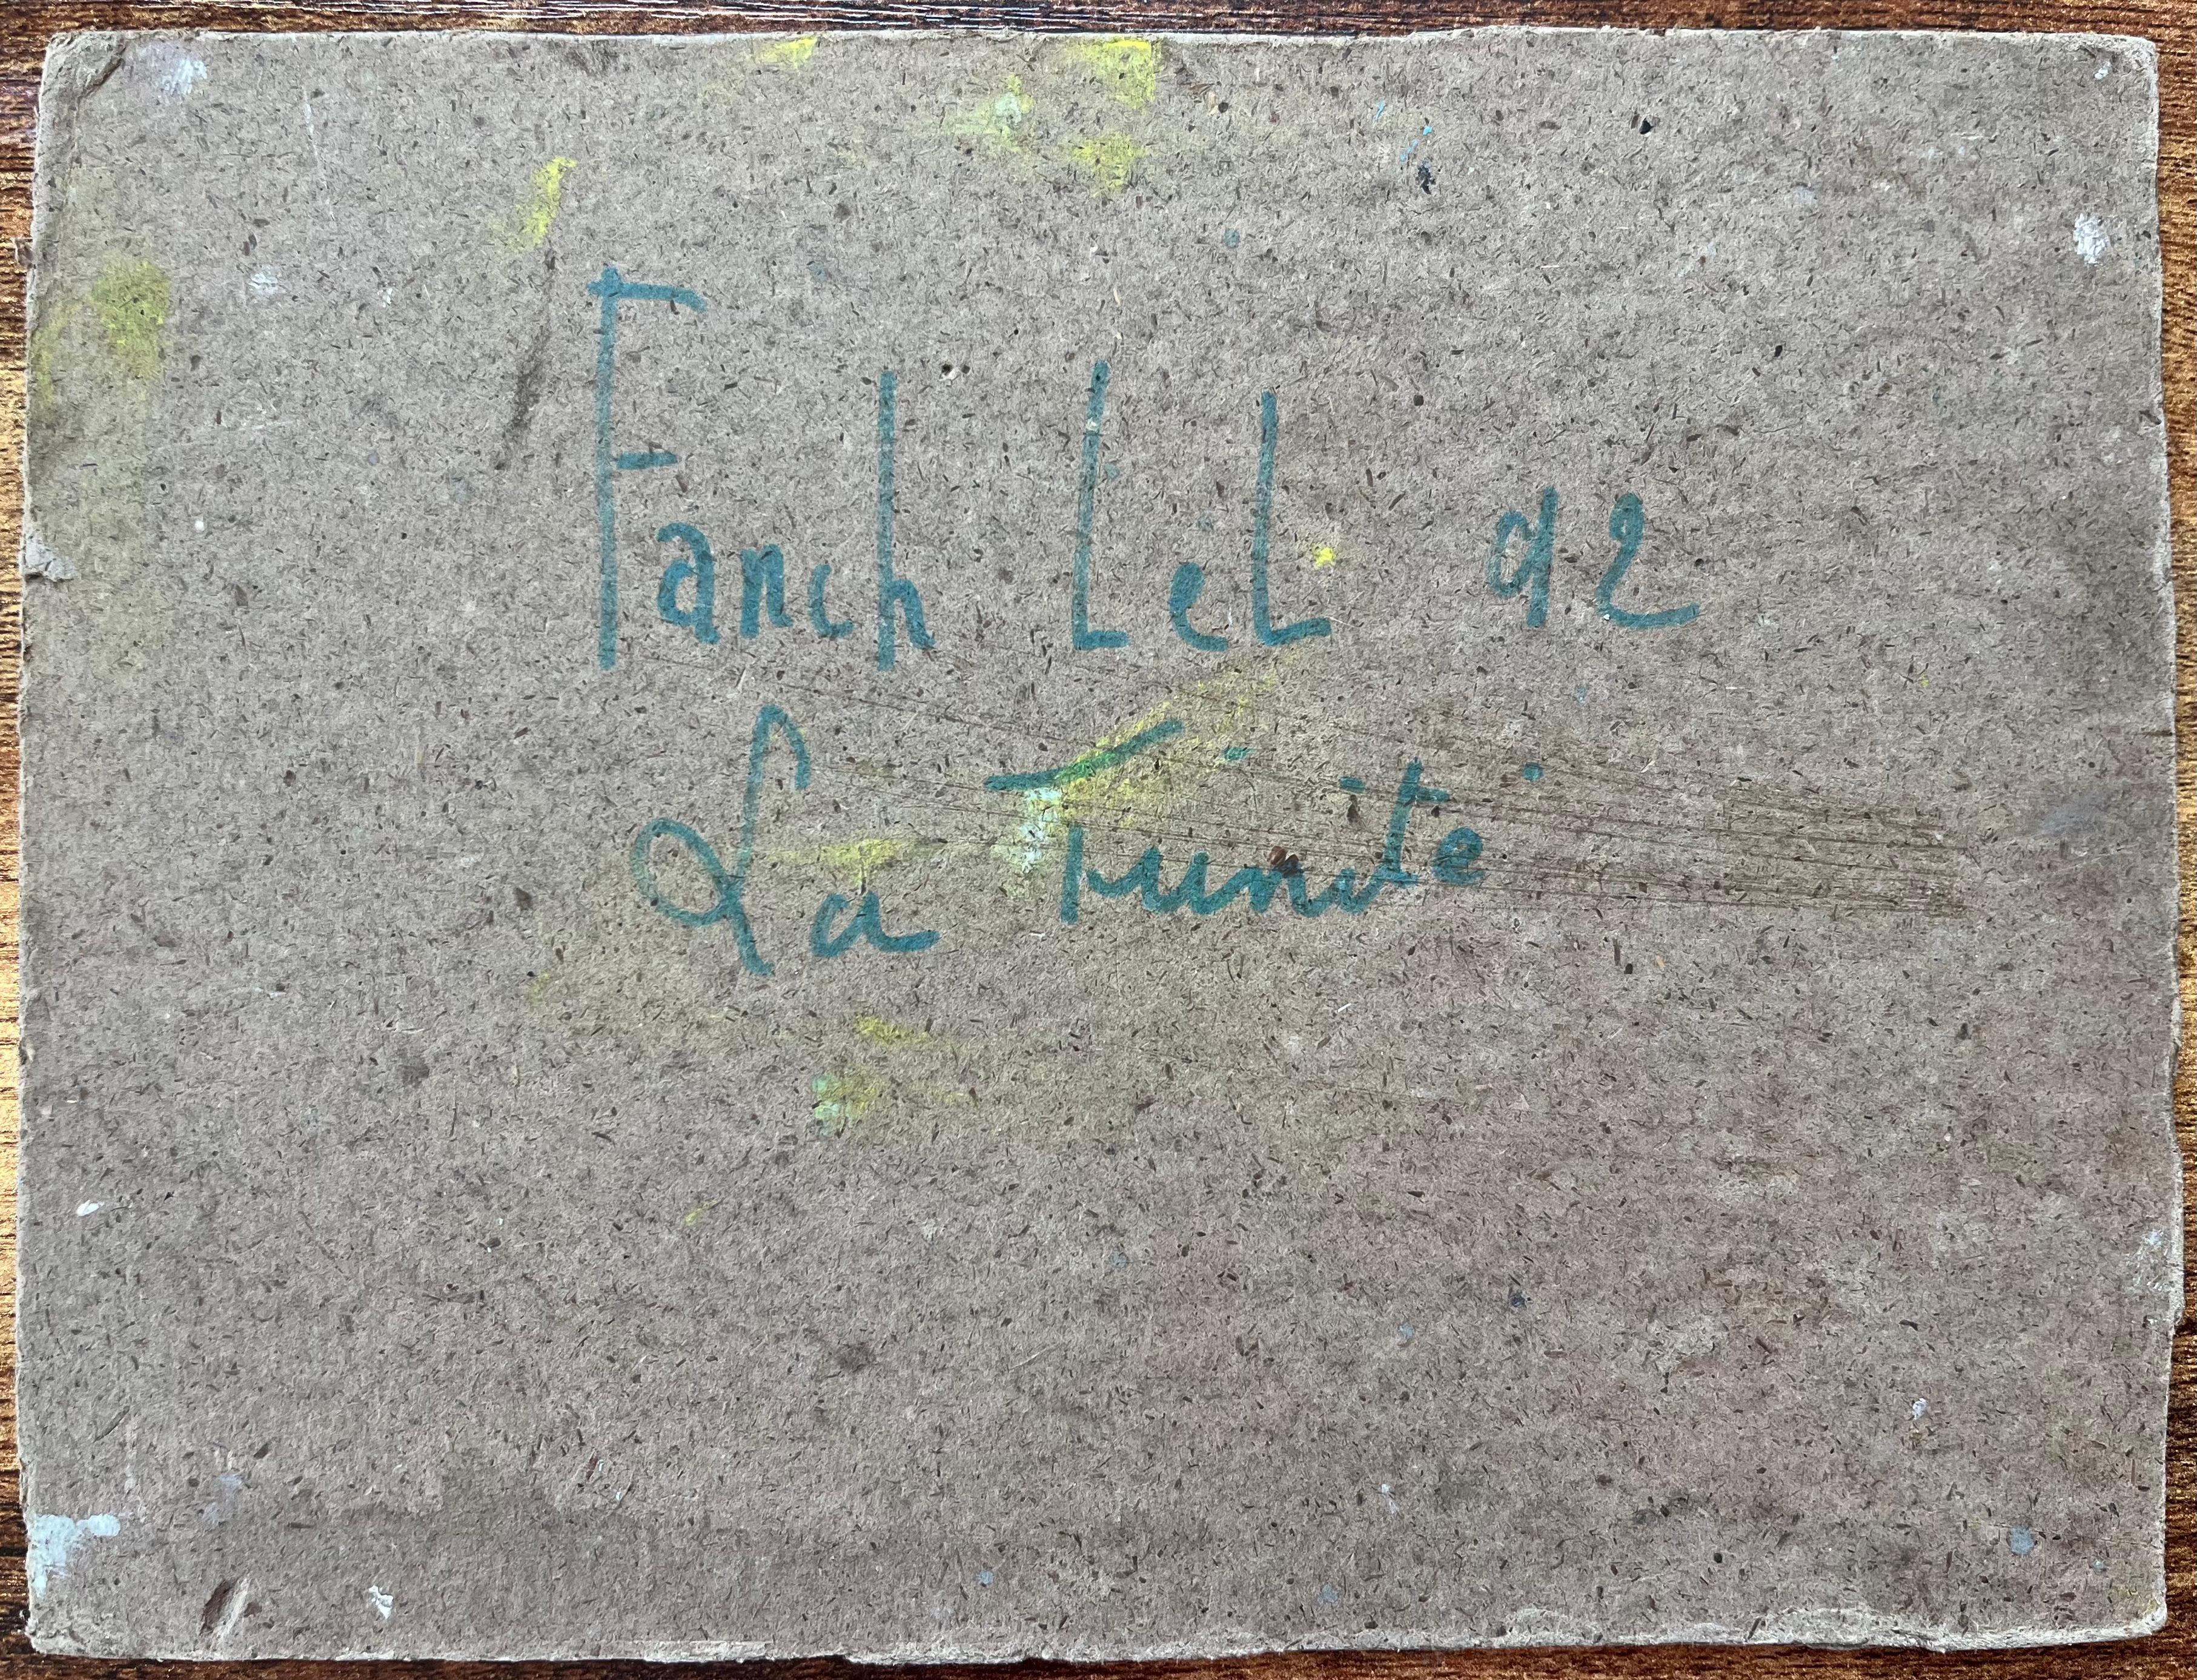 Fanch Lel 92
La Trinité